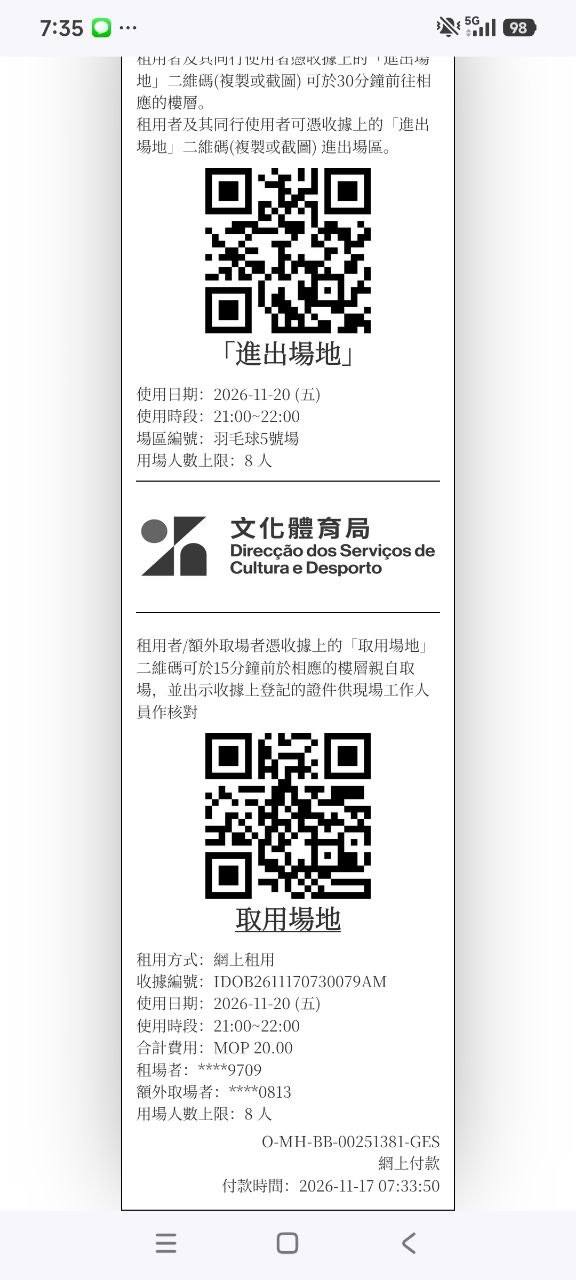 7:35
5G
98
租用者及其同行使用者憑收據上的「進出場
地」二維碼(複製或截圖) 可於30分鐘前往相
應的樓層。
租用者及其同行使用者可憑收據上的「進出
場地」二維碼(複製或截圖) 進出場區。
「進出場地」
使用日期：2026-11-20 (五)
使用時段：21:00~22:00
場區編號：羽毛球5號場
用場人數上限：8 人
文化體育局
Direcção dos Serviços de
Cultura e Desporto
租用者/額外取場者憑收據上的「取用場地」
二維碼可於15分鐘前於相應的樓層親自取
場，並出示收據上登記的證件供現場工作人
員作核對
取用場地
租用方式：網上租用
收據編號：IDOB2611170730079AM
使用日期：2026-11-20 (五)
使用時段：21:00~22:00
合計費用：MOP 20.00
租場者：****9709
額外取場者：****0813
用場人數上限：8 人
O-MH-BB-00251381-GES
網上付款
付款時間：2026-11-17 07:33:50